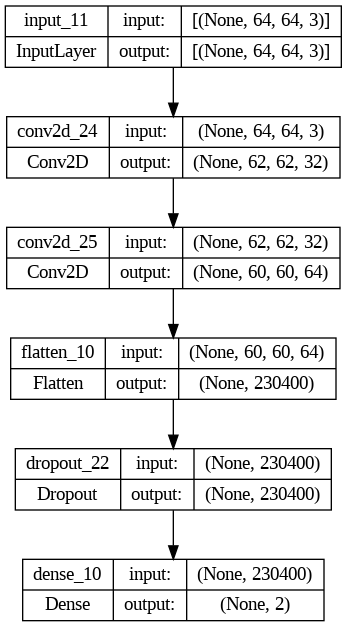 input_11 input: [(None, 64, 64, 3)]
InputLayer output: [(None, 64, 64, 3)]
conv2d_24 input: (None, 64, 64, 3)
Conv2D output: (None, 62, 62, 32)
conv2d_25 input: (None, 62, 62, 32)
Conv2D output: (None, 60, 60, 64)
flatten_10 input: (None, 60, 60, 64)
Flatten output: (None, 230400)
dropout_22 input: (None, 230400)
Dropout output: (None, 230400)
dense_10 input: (None, 230400)
Dense output: (None, 2)